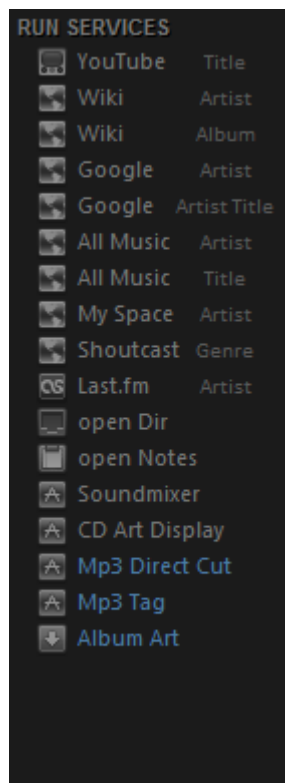 RUN SERVICES
YouTube Title
Wiki Artist
Wiki Album
Google Artist
Google Artist Title
All Music Artist
All Music Title
My Space Artist
Shoutcast Genre
Last.fm Artist
open Dir
open Notes
Soundmixer
CD Art Display
Mp3 Direct Cut
Mp3 Tag
Album Art